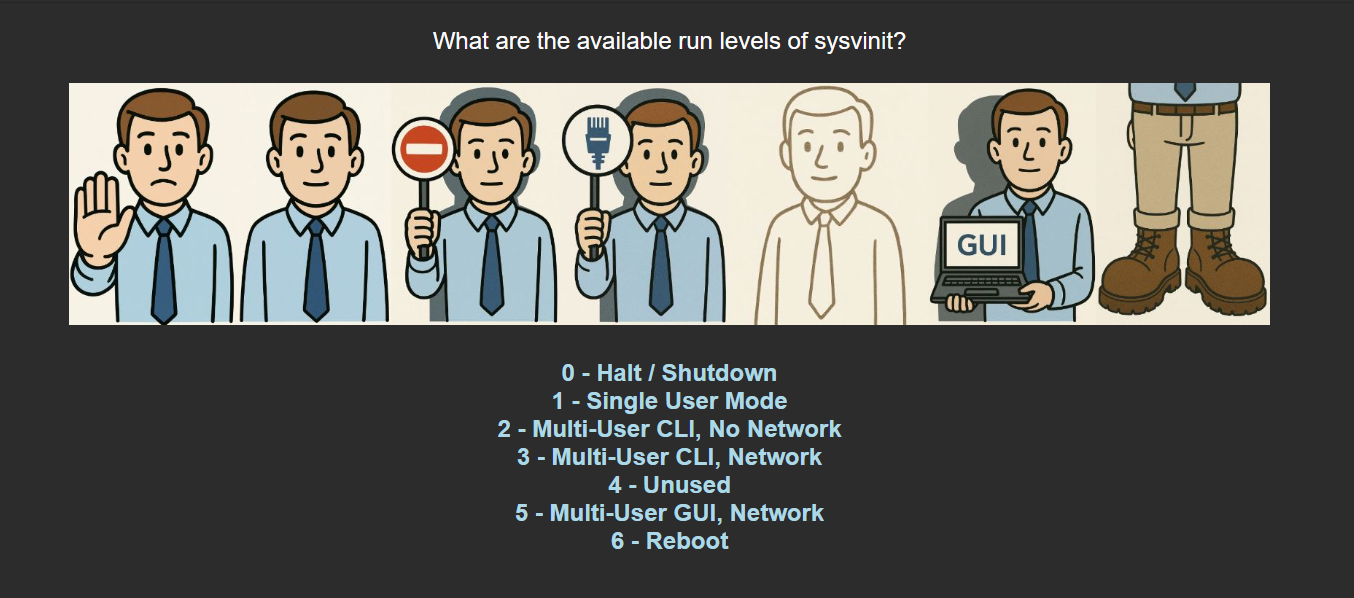 What are the available run levels of sysvinit?
GUI
0 - Halt / Shutdown
1 - Single User Mode
2 - Multi-User CLI, No Network
3 - Multi-User CLI, Network
4 - Unused
5 - Multi-User GUI, Network
6 - Reboot